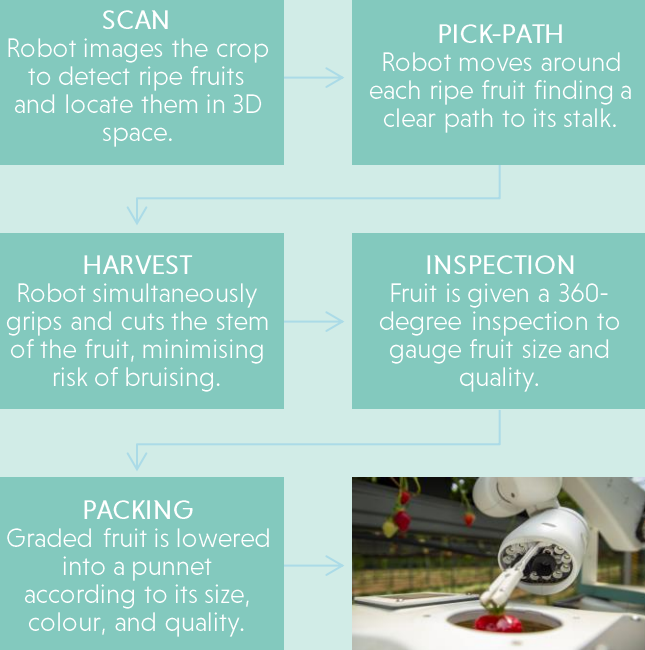 SCAN
Robot images the crop
to detect ripe fruits
and locate them in 3D
space.
PICK-PATH
Robot moves around
each ripe fruit finding a
clear path to its stalk.
HARVEST
Robot simultaneously
grips and cuts the stem
of the fruit, minimising
risk of bruising.
INSPECTION
Fruit is given a 360-
degree inspection to
gauge fruit size and
quality.
PACKING
Graded fruit is lowered
into a punnet
according to its size,
colour, and quality.